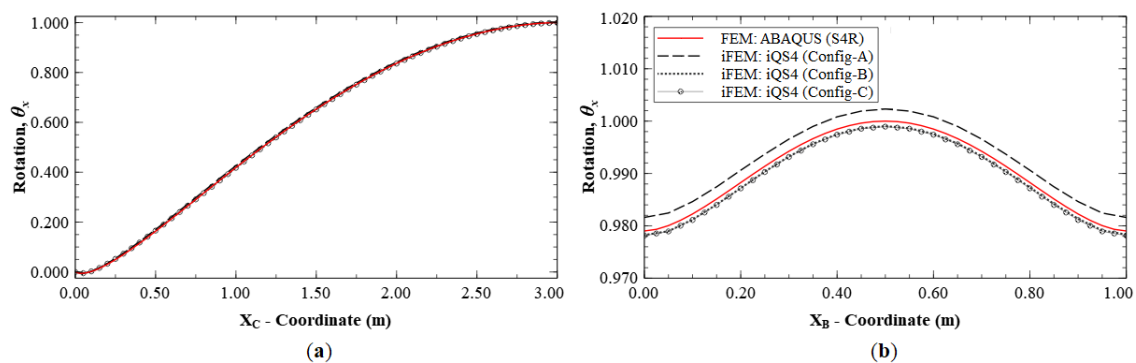 Rotation, θx
1.000
0.800
0.600
0.400
0.200
0.000
0.00
0.50
1.00
1.50
2.00
2.50
3.00
XC - Coordinate (m)
(a)
Rotation, θx
1.020
1.010
1.000
0.990
0.980
0.970
FEM: ABAQUS (S4R)
iFEM: iQS4 (Config-A)
iFEM: iQS4 (Config-B)
iFEM: iQS4 (Config-C)
0.00
0.20
0.40
0.60
0.80
1.00
XB - Coordinate (m)
(b)